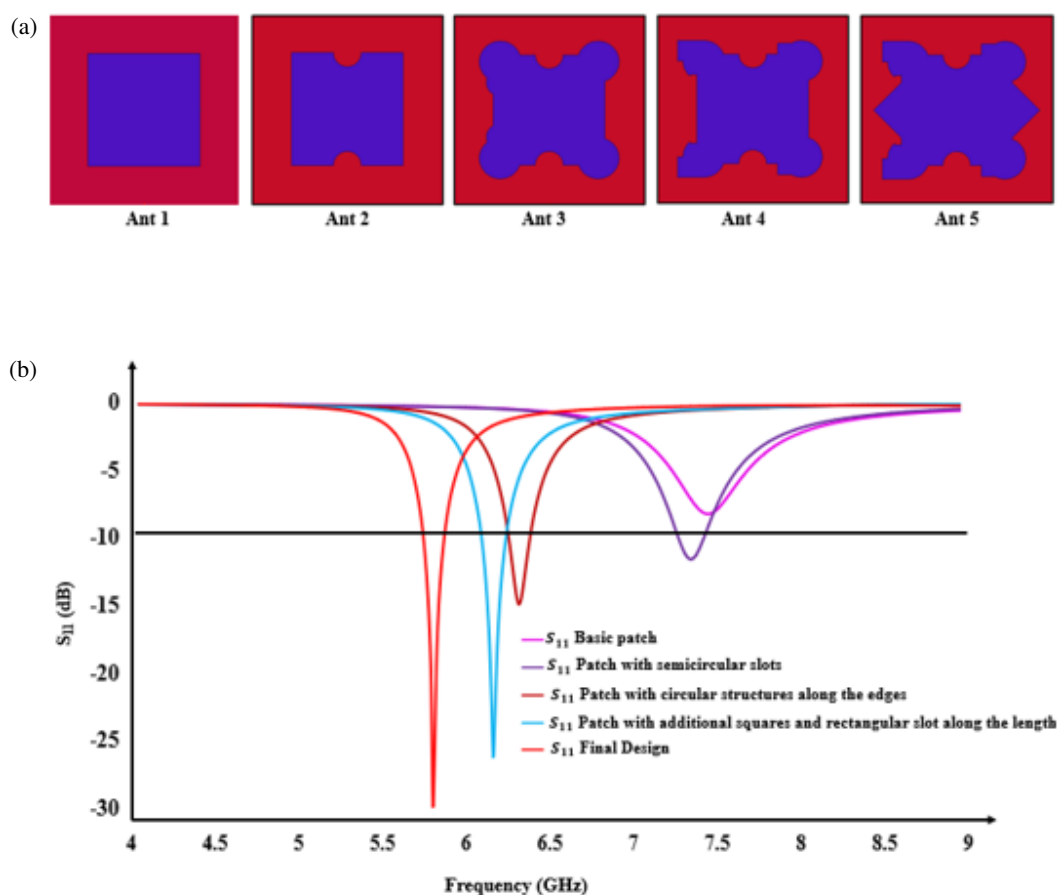 (a)
Ant 1 Ant 2 Ant 3 Ant 4 Ant 5
(b)
0
-5
-10
-15
-20
-25
-30
S11 (dB)
S11 Basic patch
S11 Patch with semicircular slots
S11 Patch with circular structures along the edges
S11 Patch with additional squares and rectangular slot along the length
S11 Final Design
4 4.5 5 5.5 6 6.5 7 7.5 8 8.5 9
Frequency (GHz)